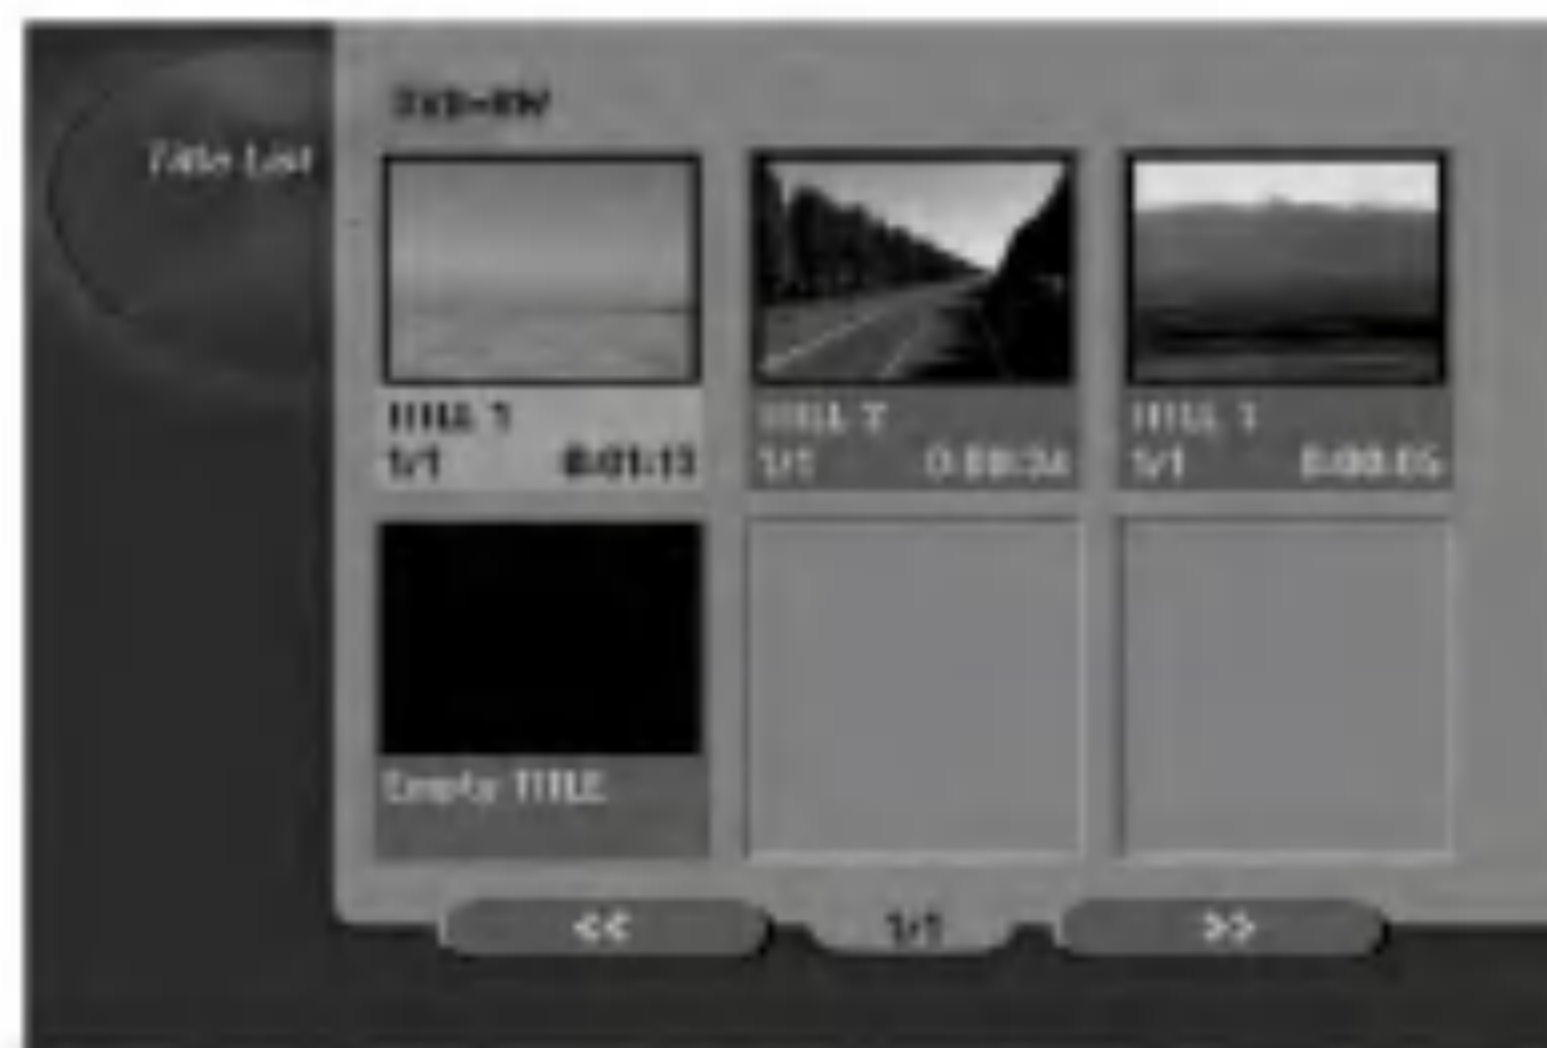 Title List
DVD+RW
TITLE 1
1/1
TITLE 2
1/1
TITLE
1/1
Empty TITLE
<<
1/1
>>